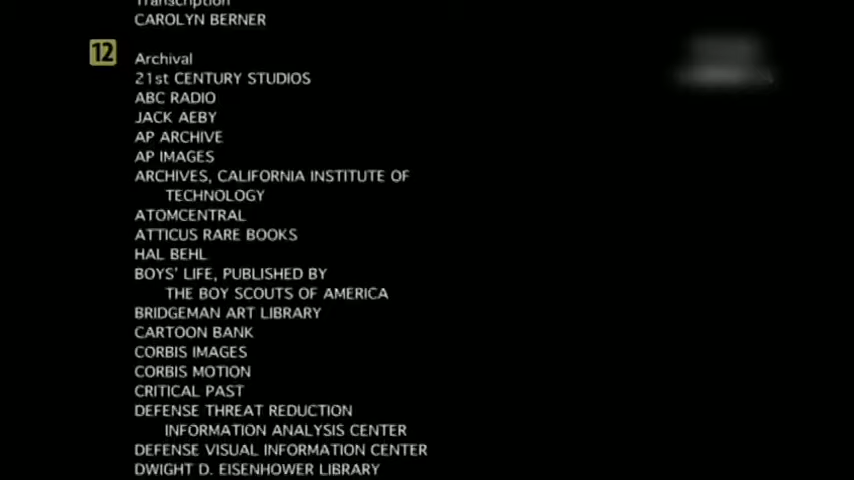 Transcription
CAROLYN BERNER
12
Archival
21st CENTURY STUDIOS
ABC RADIO
JACK AEBY
AP ARCHIVE
AP IMAGES
ARCHIVES, CALIFORNIA INSTITUTE OF
TECHNOLOGY
ATOMCENTRAL
ATTICUS RARE BOOKS
HAL BEHL
BOYS' LIFE, PUBLISHED BY
THE BOY SCOUTS OF AMERICA
BRIDGEMAN ART LIBRARY
CARTOON BANK
CORBIS IMAGES
CORBIS MOTION
CRITICAL PAST
DEFENSE THREAT REDUCTION
INFORMATION ANALYSIS CENTER
DEFENSE VISUAL INFORMATION CENTER
DWIGHT D. EISENHOWER LIBRARY